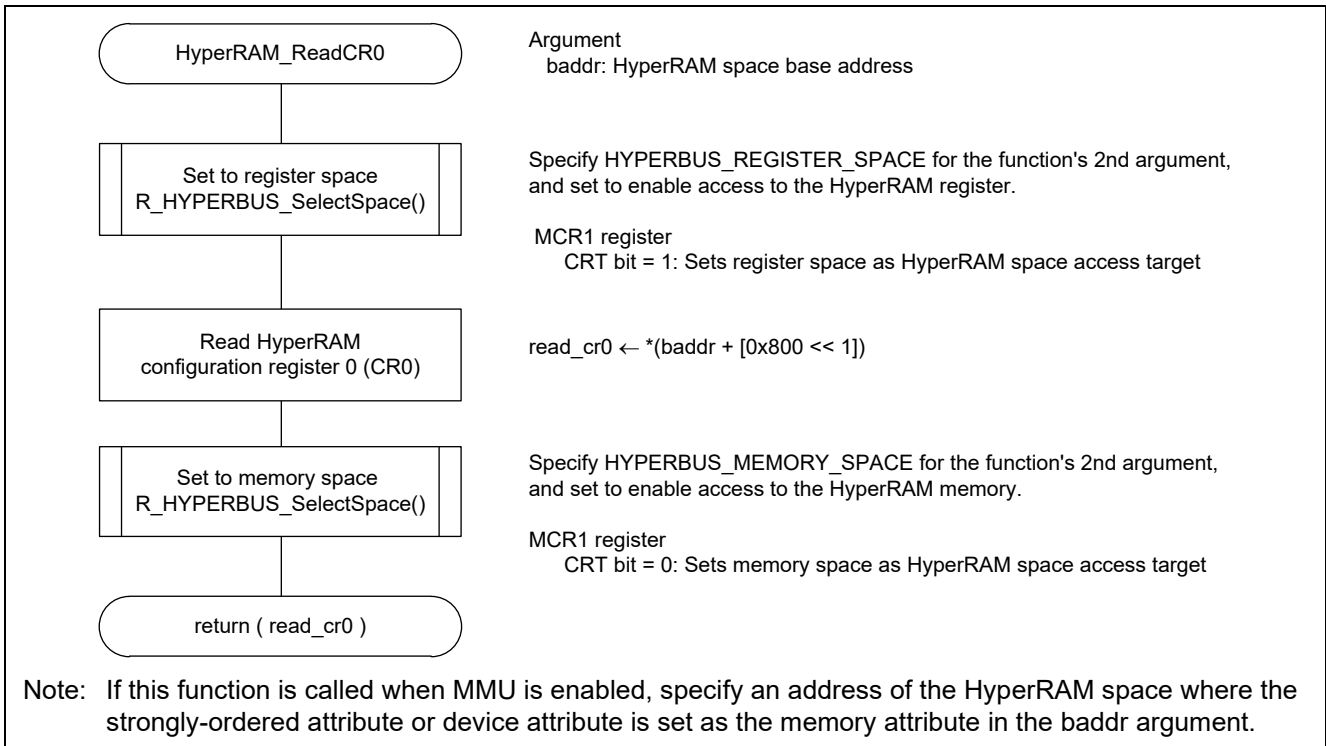 HyperRAM_ReadCR0
Argument
baddr: HyperRAM space base address
Set to register space
R_HYPERBUS_SelectSpace()
Specify HYPERBUS_REGISTER_SPACE for the function's 2nd argument,
and set to enable access to the HyperRAM register.
MCR1 register
CRT bit = 1: Sets register space as HyperRAM space access target
Read HyperRAM
configuration register 0 (CR0)
read_cr0 ← *(baddr + [0x800 << 1])
Set to memory space
R_HYPERBUS_SelectSpace()
Specify HYPERBUS_MEMORY_SPACE for the function's 2nd argument,
and set to enable access to the HyperRAM memory.
MCR1 register
CRT bit = 0: Sets memory space as HyperRAM space access target
return ( read_cr0 )
Note: If this function is called when MMU is enabled, specify an address of the HyperRAM space where the
strongly-ordered attribute or device attribute is set as the memory attribute in the baddr argument.